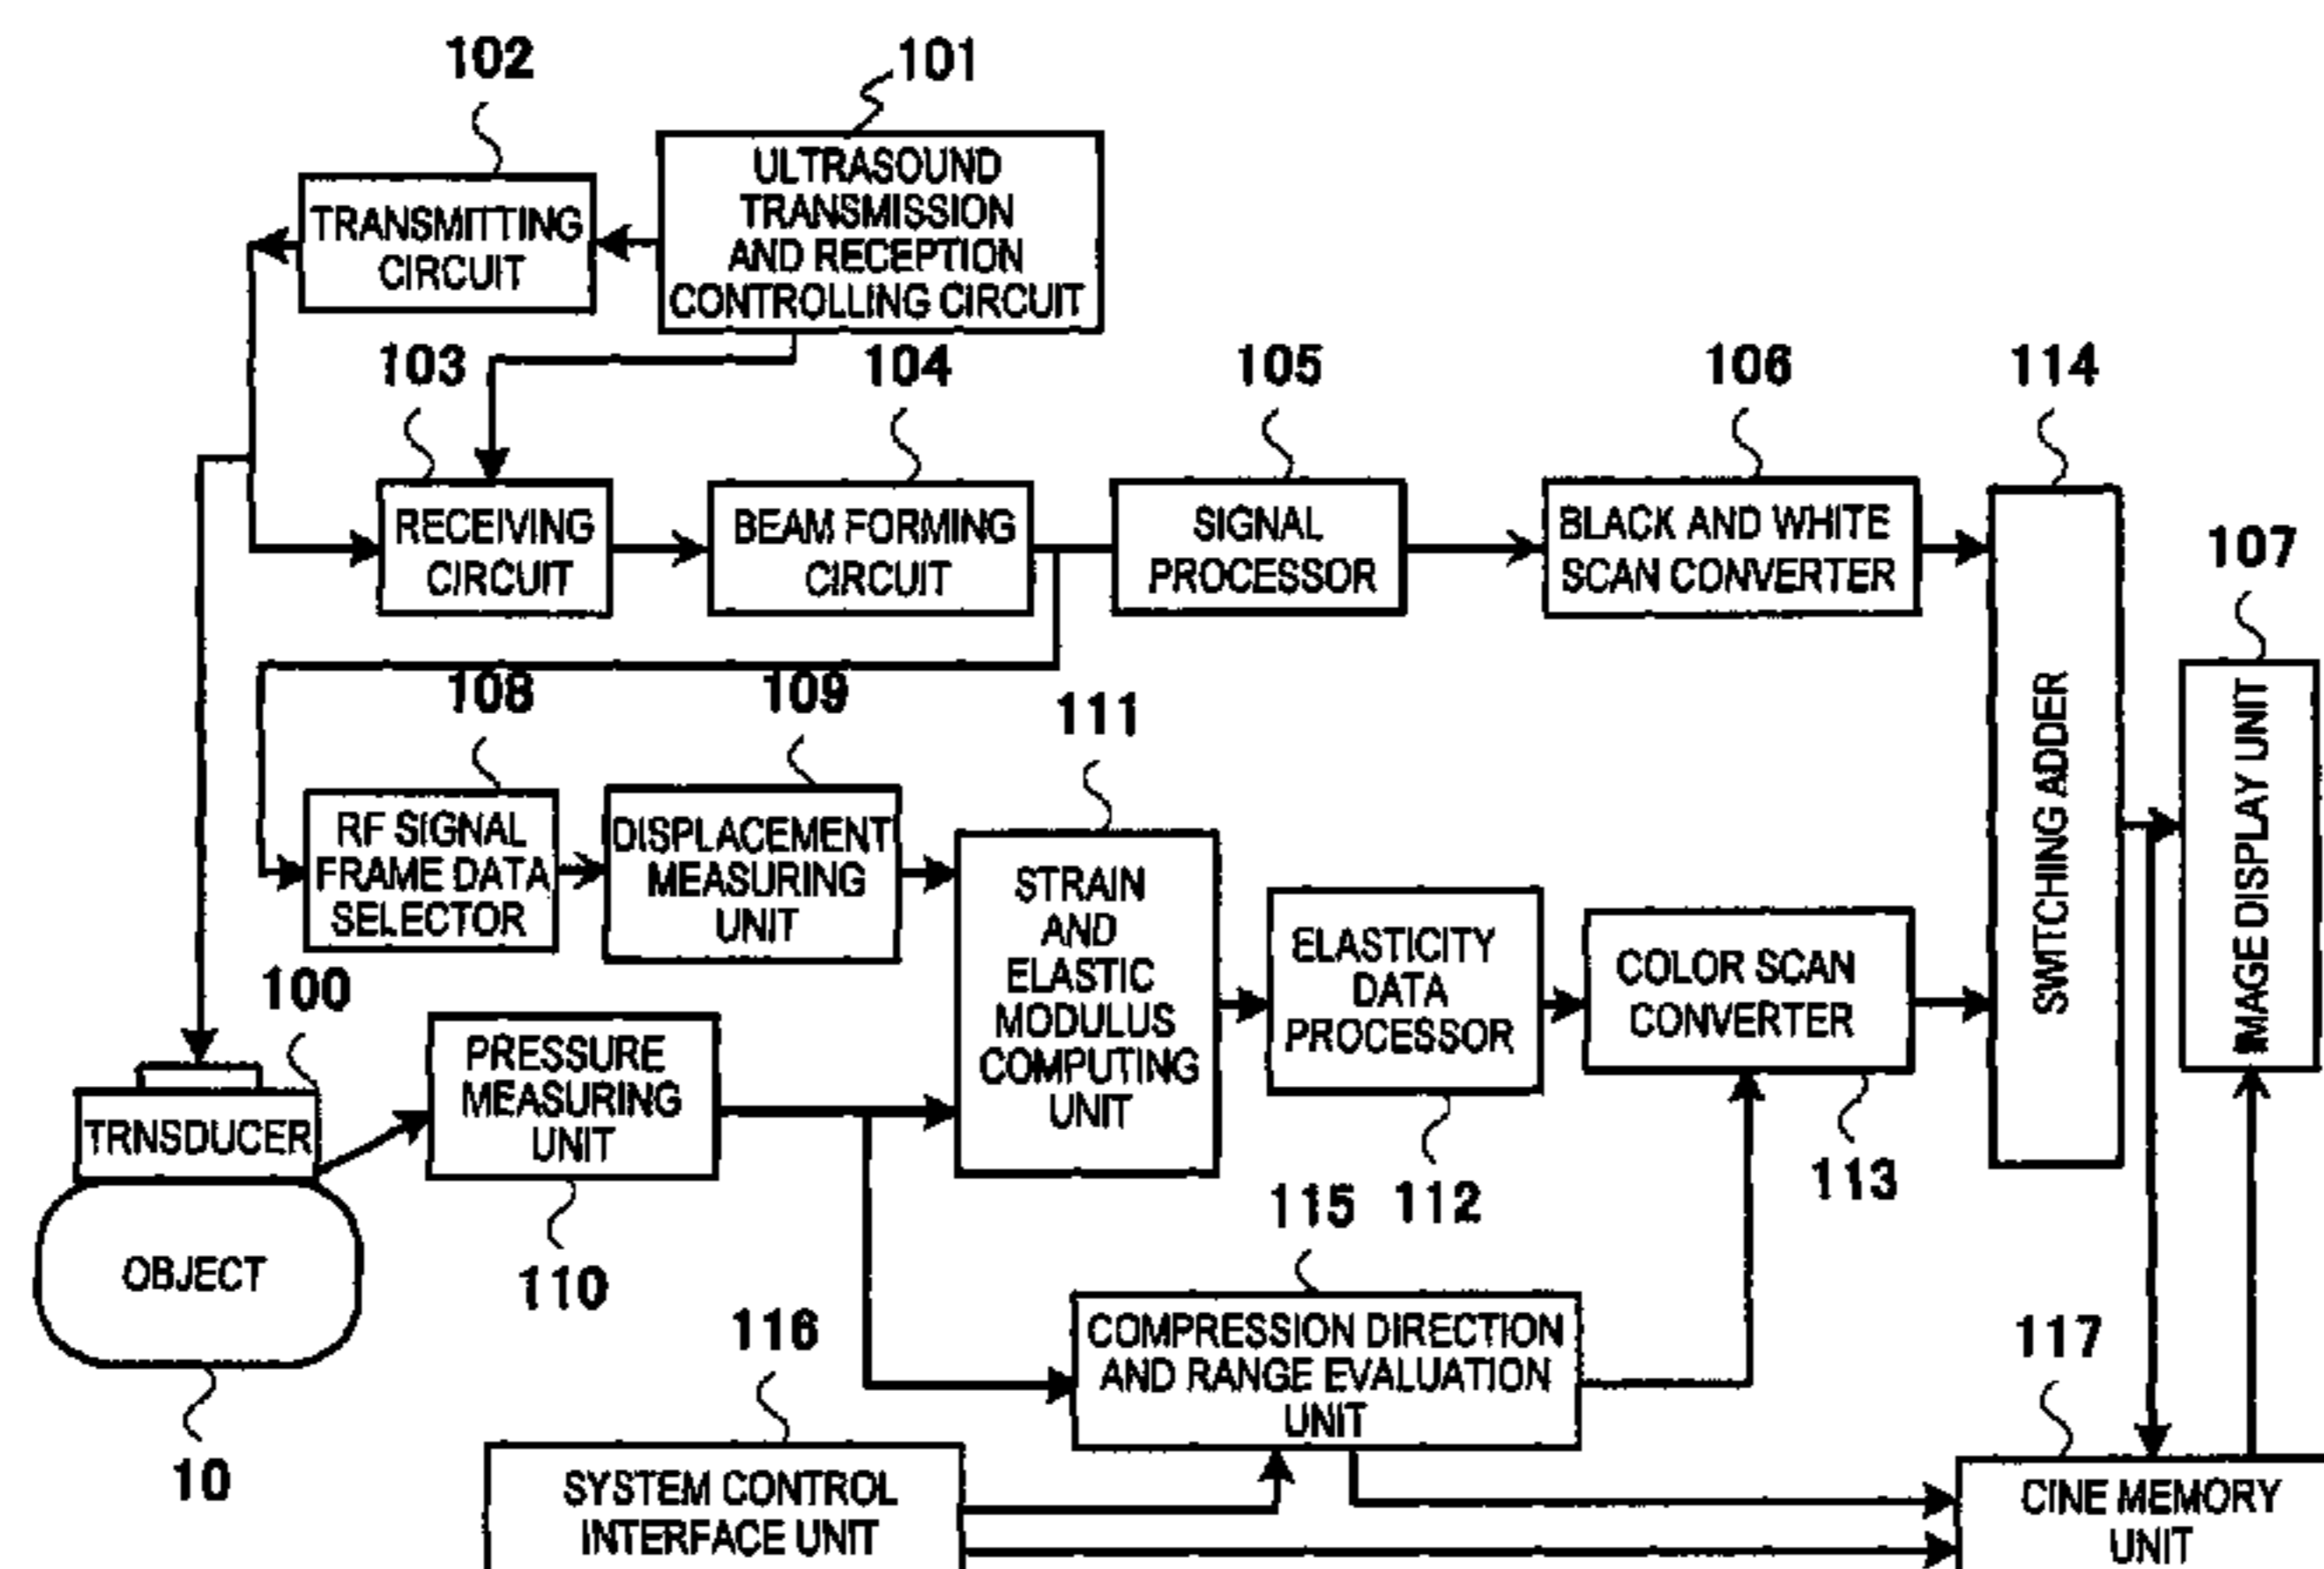 102
101
ULTRASOUND
TRANSMISSION
AND RECEPTION
CONTROLLING CIRCUIT
TRANSMITTING
CIRCUIT
103
104
105
106
114
RECEIVING
CIRCUIT
BEAM FORMING
CIRCUIT
SIGNAL
PROCESSOR
BLACK AND WHITE
SCAN CONVERTER
SWITCHING ADDER
107
IMAGE DISPLAY UNIT
108
109
111
RF SIGNAL
FRAME DATA
SELECTOR
DISPLACEMENT
MEASURING
UNIT
STRAIN
AND
ELASTIC
MODULUS
COMPUTING
UNIT
ELASTICITY
DATA
PROCESSOR
COLOR SCAN
CONVERTER
100
PRESSURE
MEASURING
UNIT
TRNSDUCER
OBJECT
110
115
112
113
116
COMPRESSION DIRECTION
AND RANGE EVALUATION
UNIT
117
10
SYSTEM CONTROL
INTERFACE UNIT
CINE MEMORY
UNIT